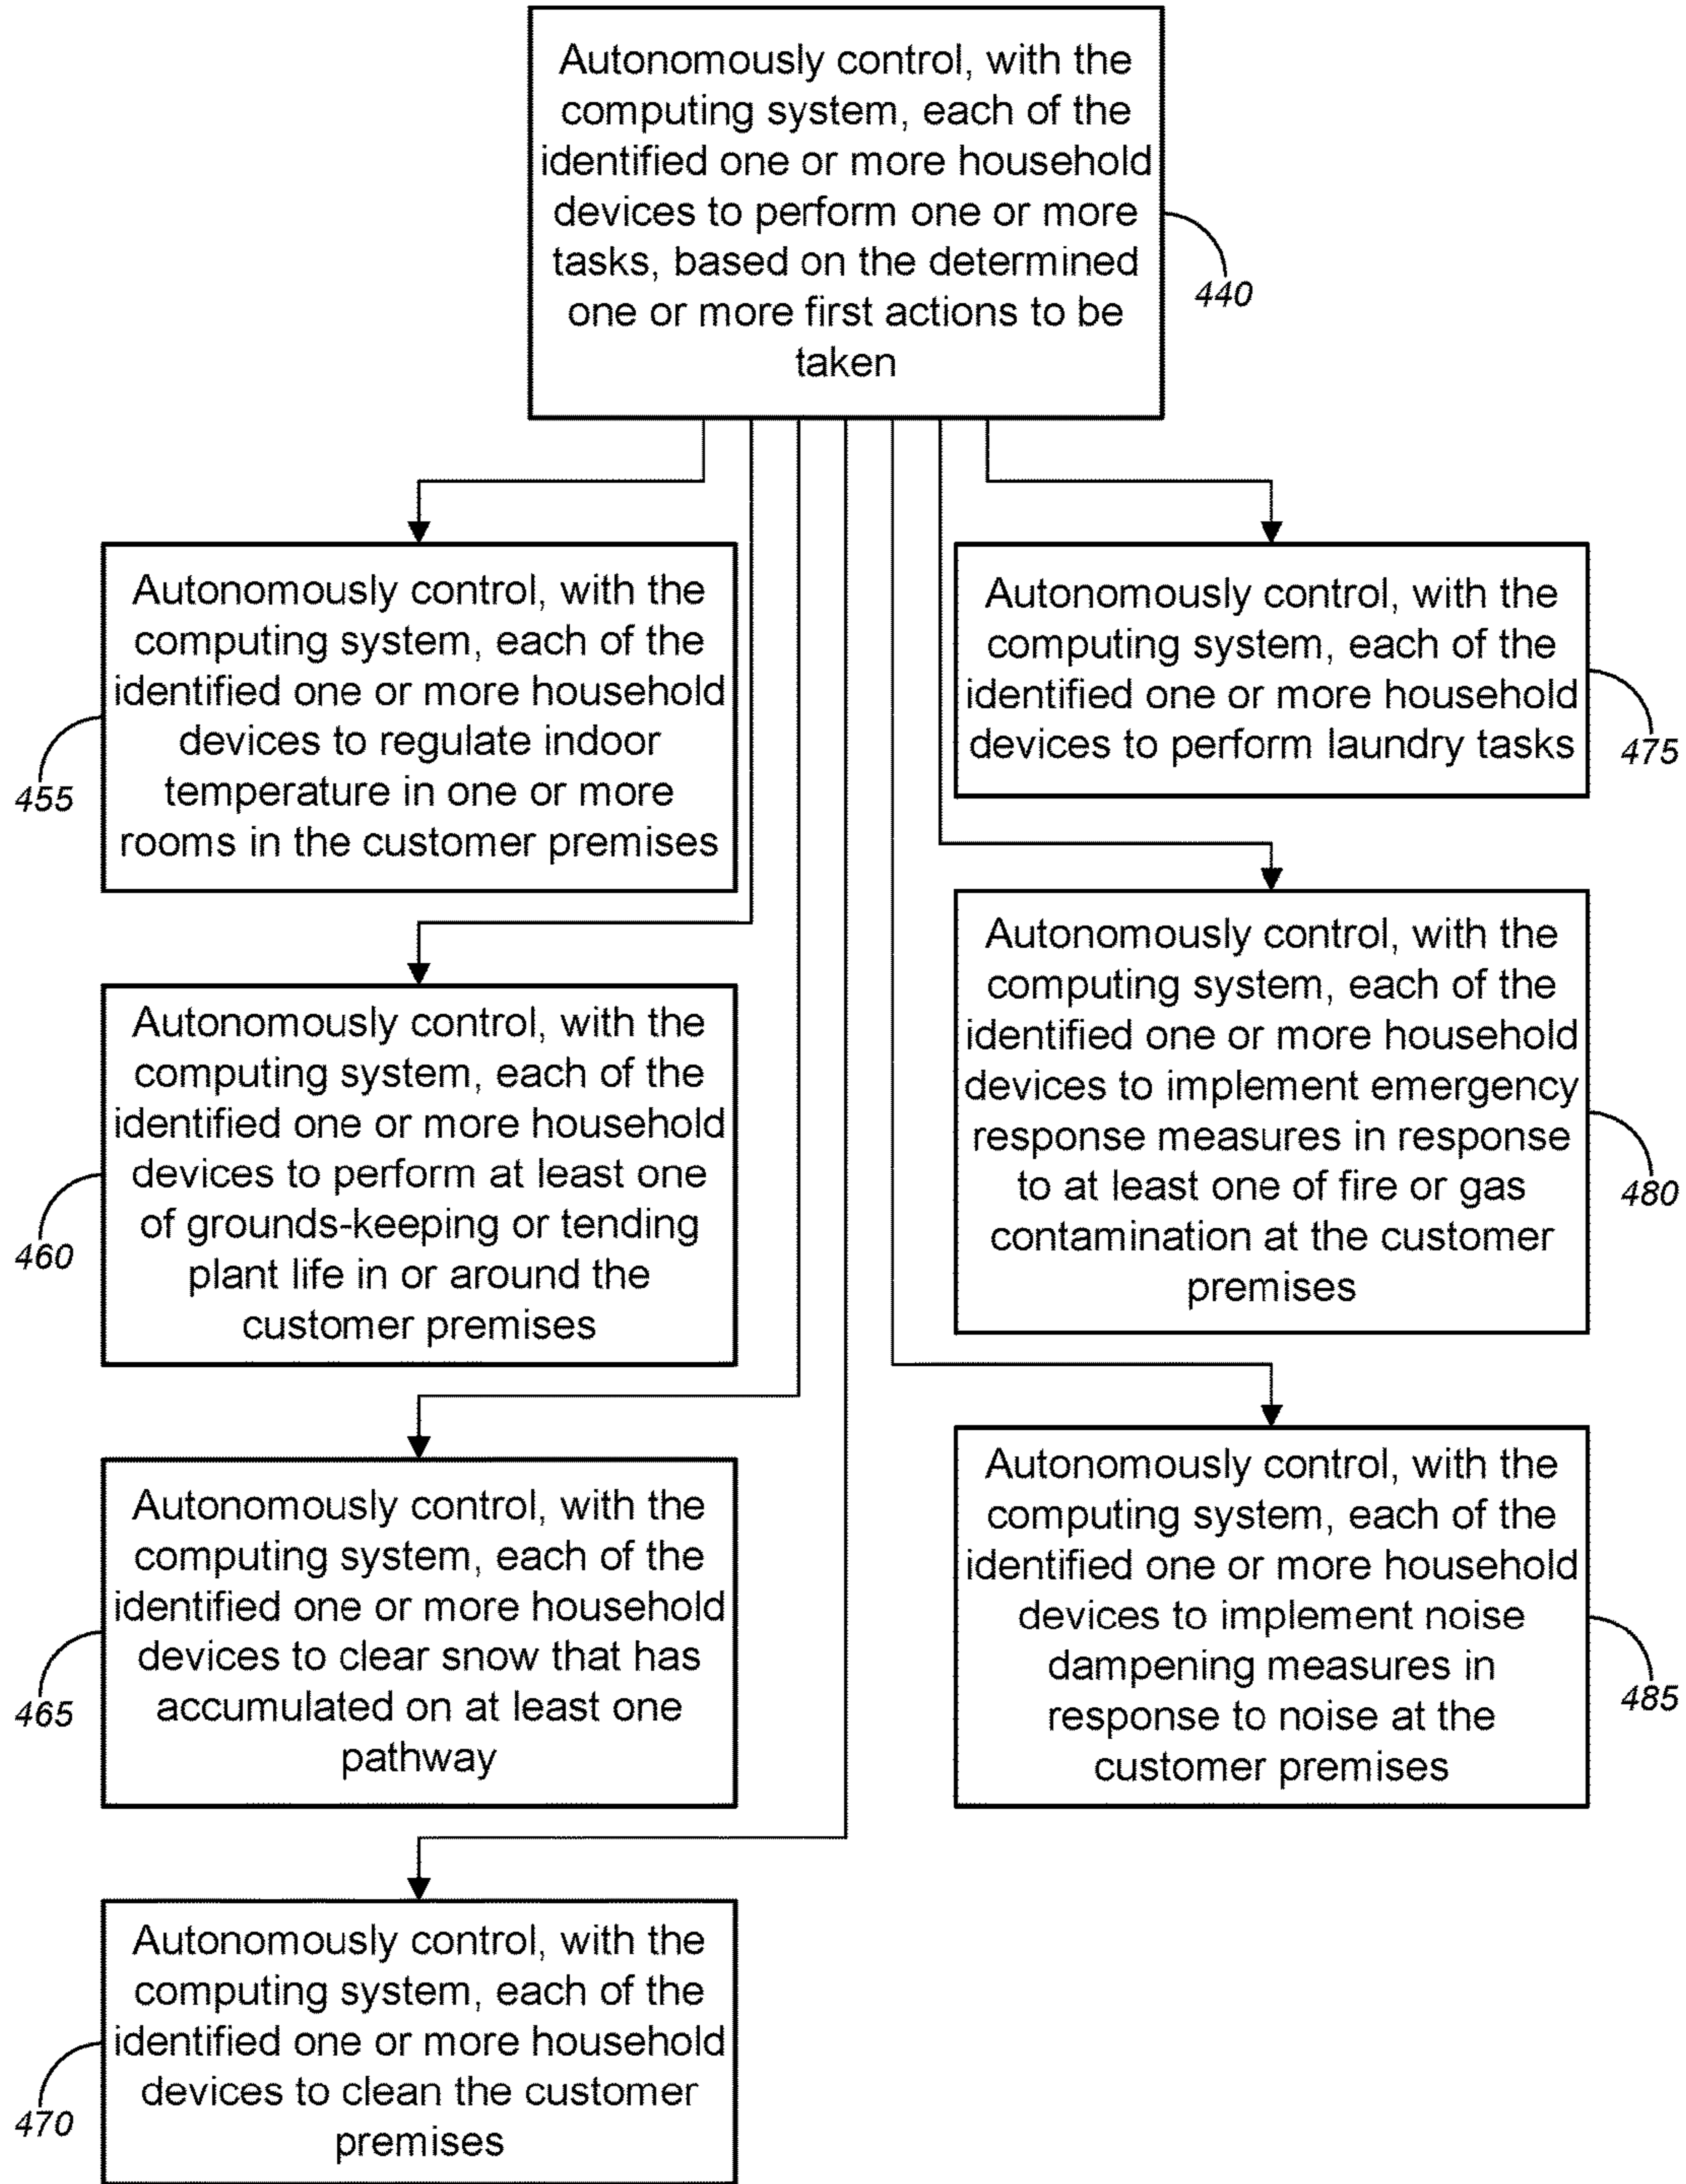 Autonomously control, with the
computing system, each of the
identified one or more household
devices to perform one or more
tasks, based on the determined
one or more first actions to be
taken
440
Autonomously control, with the
computing system, each of the
identified one or more household
devices to regulate indoor
temperature in one or more
rooms in the customer premises
455
Autonomously control, with the
computing system, each of the
identified one or more household
devices to perform at least one
of grounds-keeping or tending
plant life in or around the
customer premises
460
Autonomously control, with the
computing system, each of the
identified one or more household
devices to clear snow that has
accumulated on at least one
pathway
465
Autonomously control, with the
computing system, each of the
identified one or more household
devices to clean the customer
premises
470
Autonomously control, with the
computing system, each of the
identified one or more household
devices to perform laundry tasks
475
Autonomously control, with the
computing system, each of the
identified one or more household
devices to implement emergency
response measures in response
to at least one of fire or gas
contamination at the customer
premises
480
Autonomously control, with the
computing system, each of the
identified one or more household
devices to implement noise
dampening measures in
response to noise at the
customer premises
485